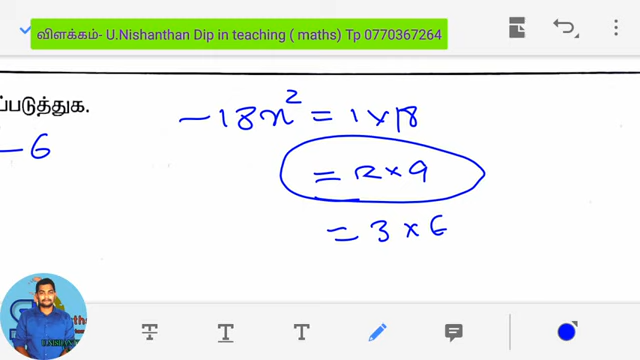 விளக்கம்- U.Nishanthan Dip in teaching ( maths) Tp 0770367264
ப்படுத்துக.
- 6
- 18x² = 1 × 18
= 2 × 9
= 3 × 6
T T T